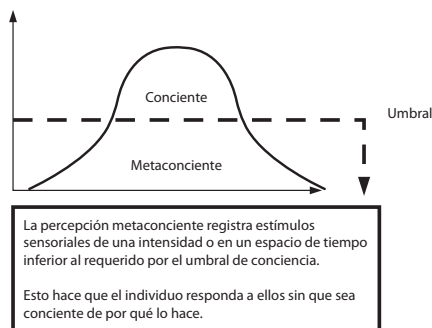 Conciente
Umbral
Metaconciente
La percepción metaconciente registra estímulos
sensoriales de una intensidad o en un espacio de tiempo
inferior al requerido por el umbral de conciencia.
Esto hace que el individuo responda a ellos sin que sea
conciente de por qué lo hace.